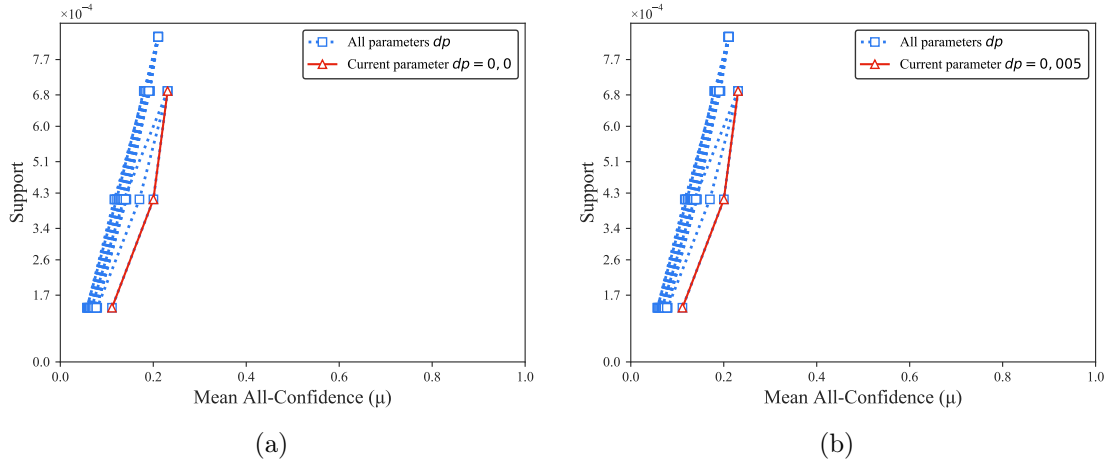 ×10⁻⁴
7.7
6.8
6.0
5.1
4.3
3.4
2.6
1.7
0.0
Support
0.0 0.2 0.4 0.6 0.8 1.0
Mean All-Confidence (μ)
All parameters dp
Current parameter dp = 0, 0
(a)
×10⁻⁴
7.7
6.8
6.0
5.1
4.3
3.4
2.6
1.7
0.0
Support
0.0 0.2 0.4 0.6 0.8 1.0
Mean All-Confidence (μ)
All parameters dp
Current parameter dp = 0, 005
(b)